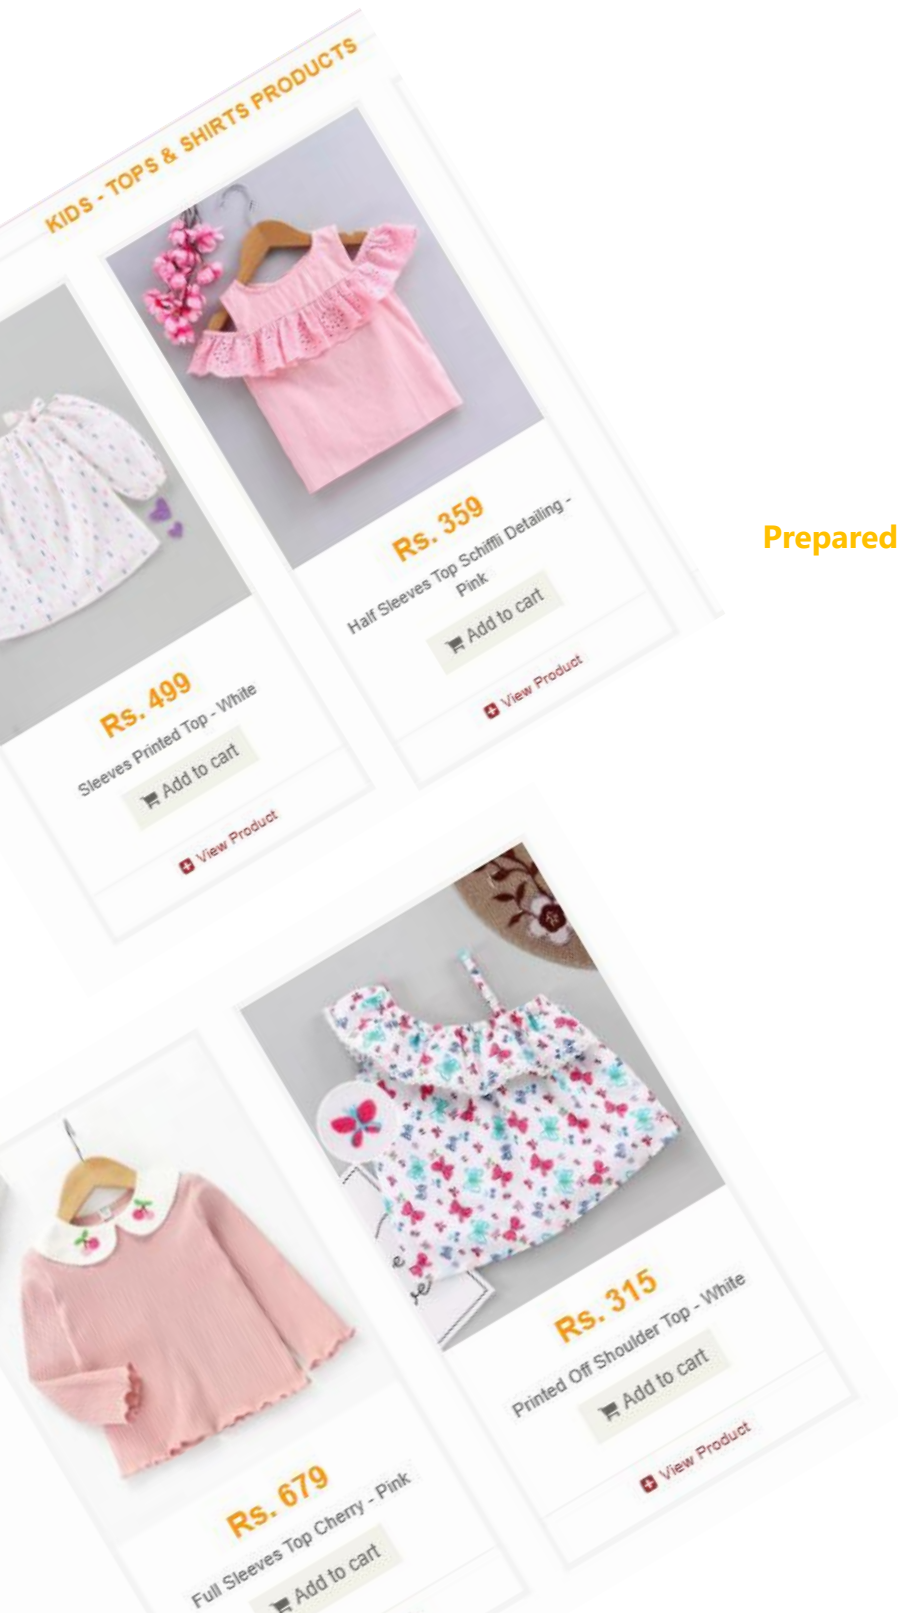 KIDS - TOPS & SHIRTS PRODUCTS
Rs. 359
Half Sleeves Top Schiffli Detailing -
Pink
Add to cart
View Product
Rs. 499
Sleeves Printed Top - White
Add to cart
View Product
Prepared
Rs. 315
Printed Off Shoulder Top - White
Add to cart
View Product
Rs. 679
Full Sleeves Top Cherry - Pink
Add to cart